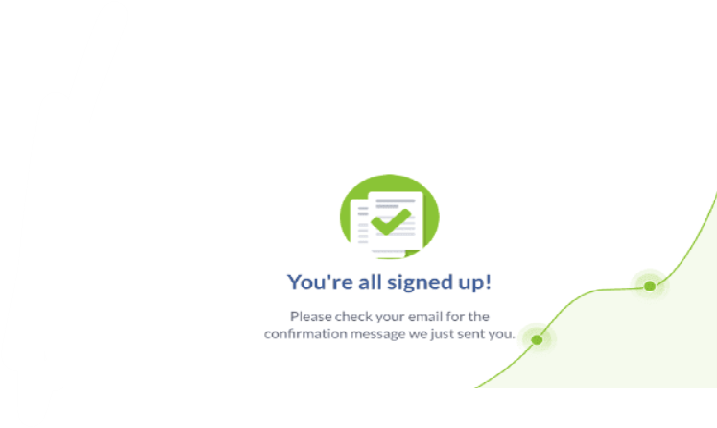 You're all signed up!
Please check your email for the
confirmation message we just sent you.